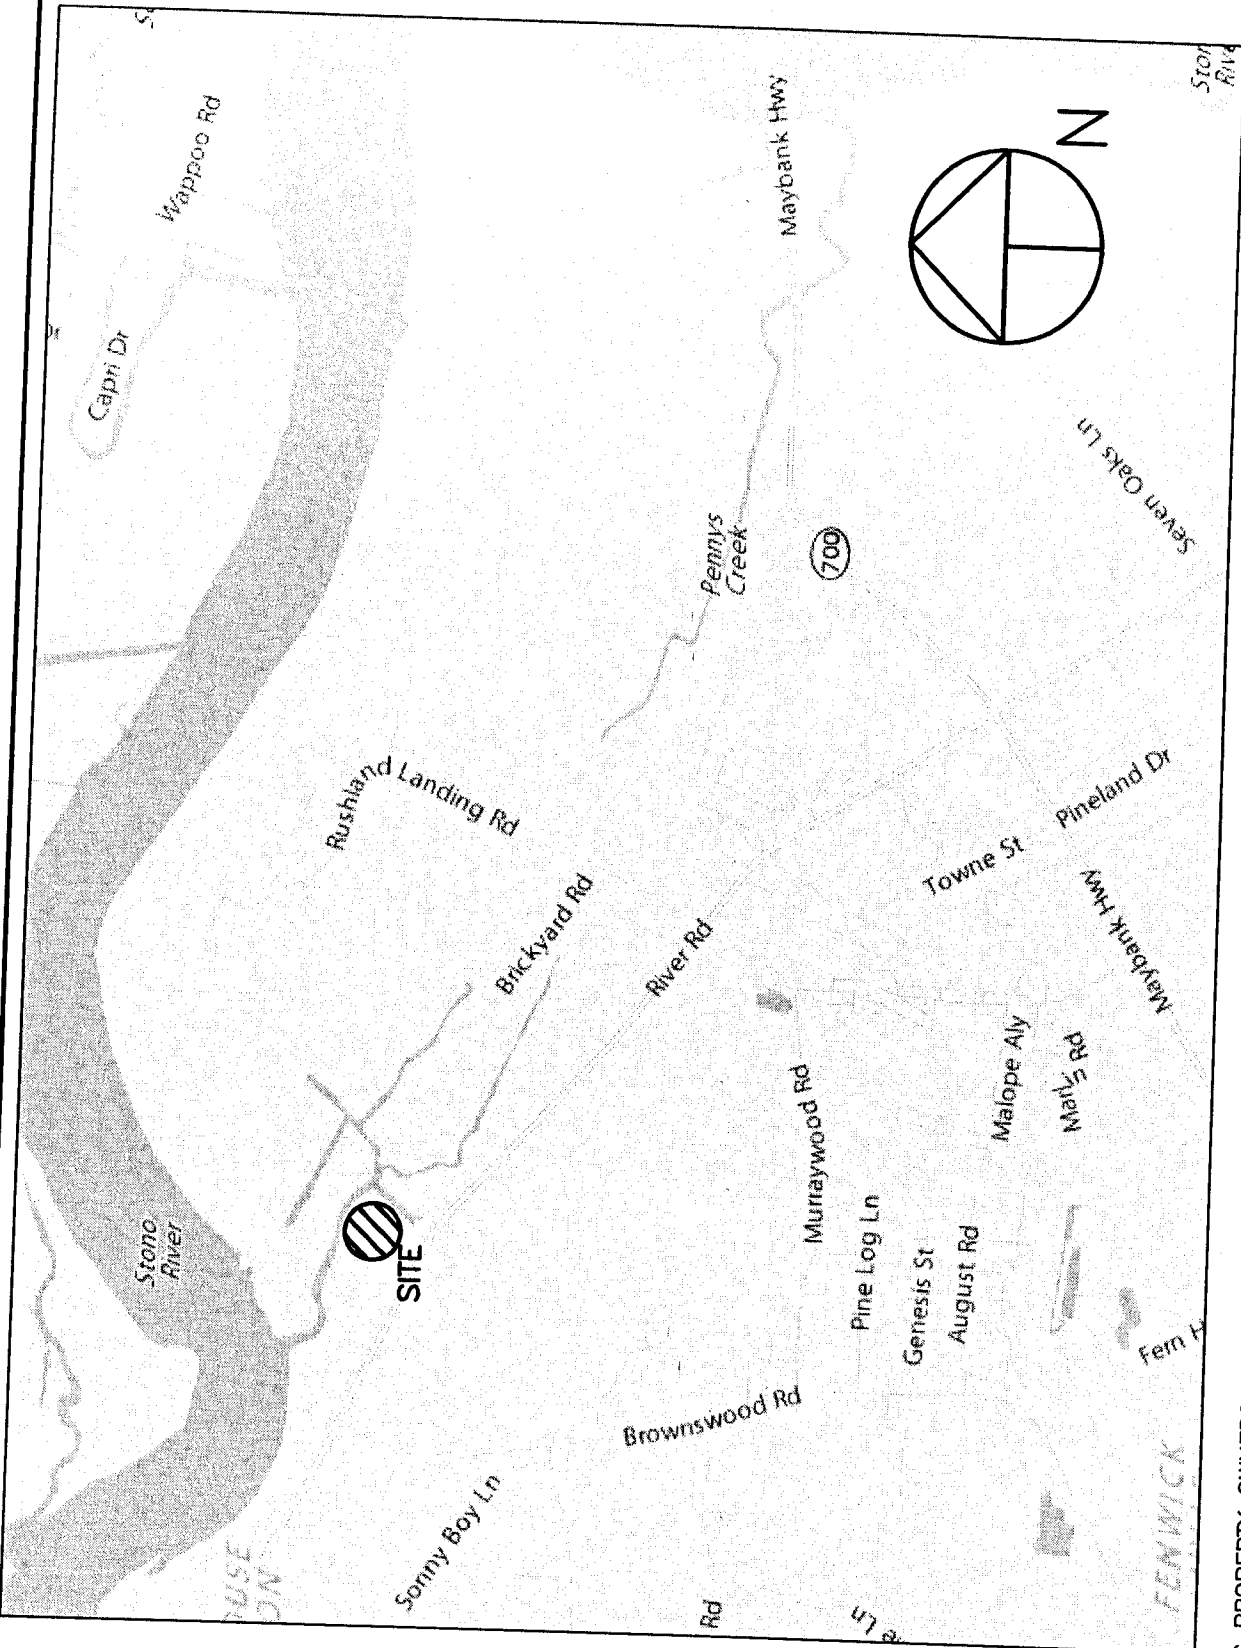 Wappoo Rd
Capri Dr
Maybank Hwy
N
Pennys
Creek
700
Seven Oaks Ln
Rushland Landing Rd
Brickyard Rd
River Rd
Towne St
Pineland Dr
Maybank Hwy
Malope Aly
Murraywood Rd
Pine Log Ln
Genesis St
August Rd
Stono
River
SITE
Brownswood Rd
Sonny Boy Ln
Rd
Fern H
FENWICK
PROPERTY